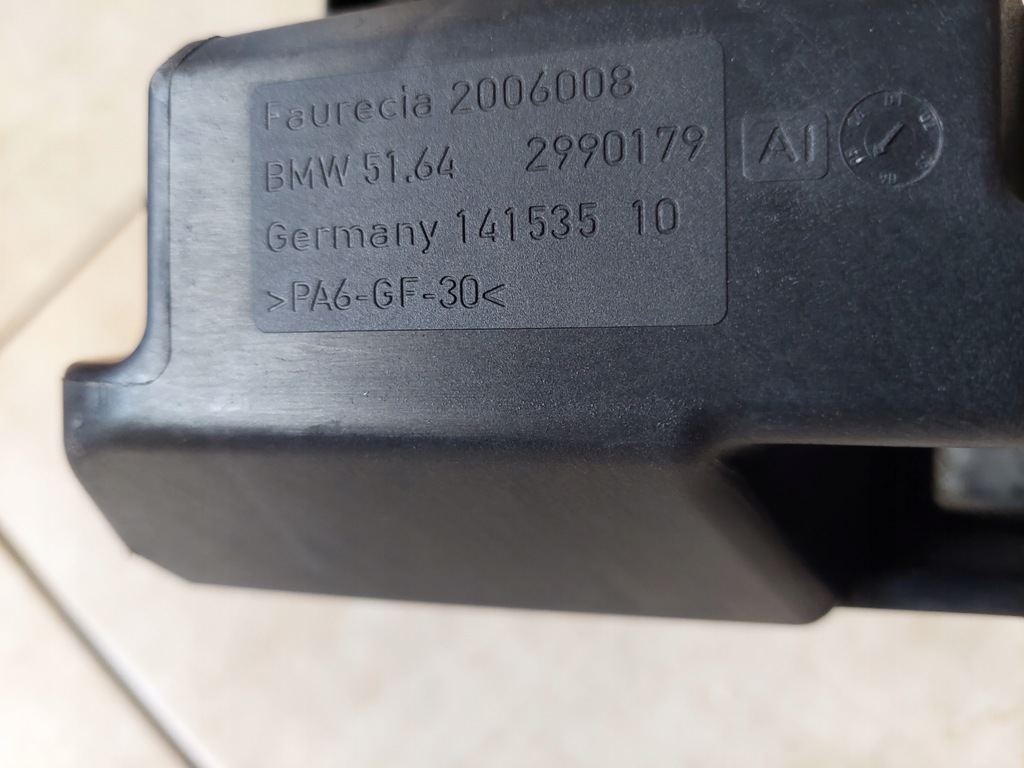 Faurecia 2006008
BMW 51.64 2990179
Germany 141535 10
>PA6-GF-30<
AI